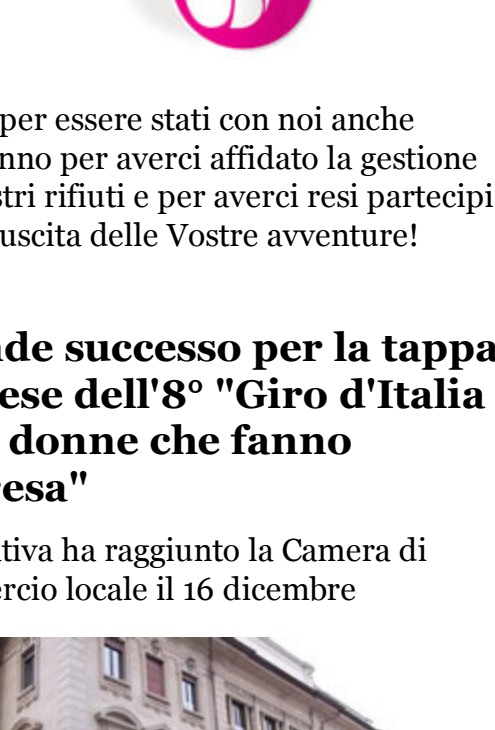 per essere stati con noi anche
nno per averci affidato la gestione
stri rifiuti e per averci resi partecipi
uscita delle Vostre avventure!
de successo per la tappa
ese dell'8° "Giro d'Italia
donne che fanno
esa"
tiva ha raggiunto la Camera di
ercio locale il 16 dicembre